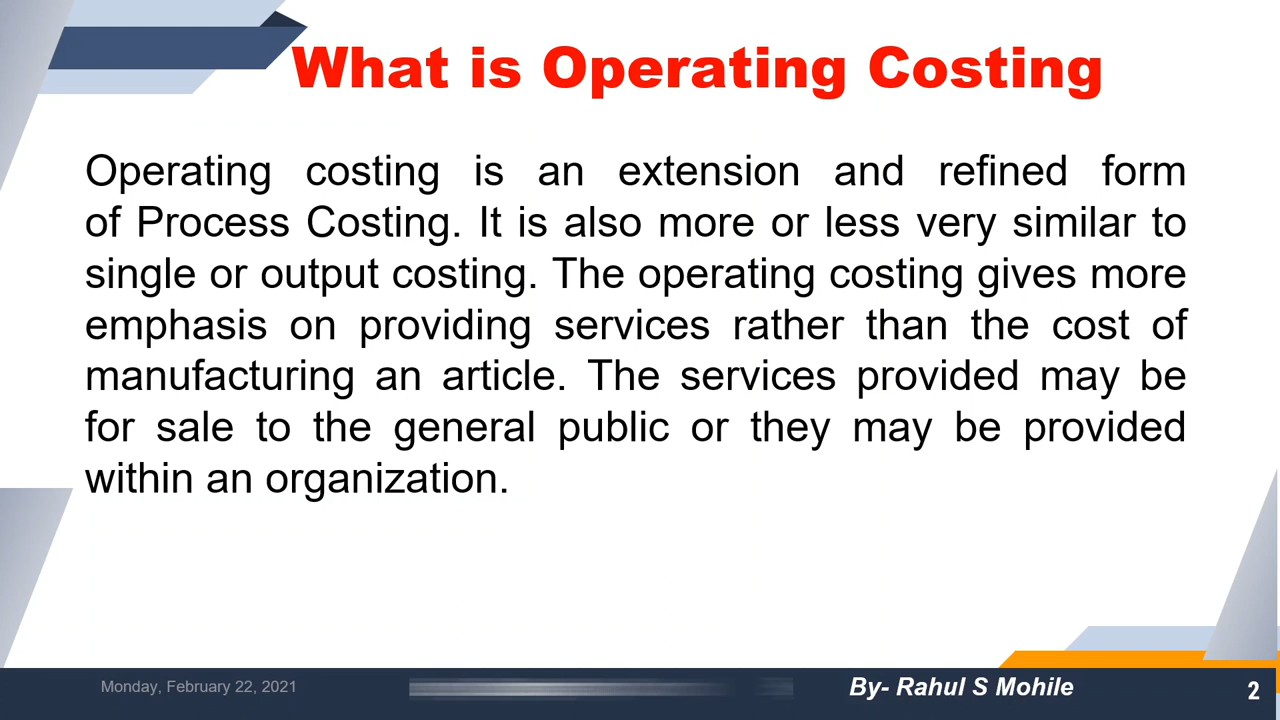 What is Operating Costing
Operating costing is an extension and refined form
of Process Costing. It is also more or less very similar to
single or output costing. The operating costing gives more
emphasis on providing services rather than the cost of
manufacturing an article. The services provided may be
for sale to the general public or they may be provided
within an organization.
Monday, February 22, 2021
By- Rahul S Mohile
2